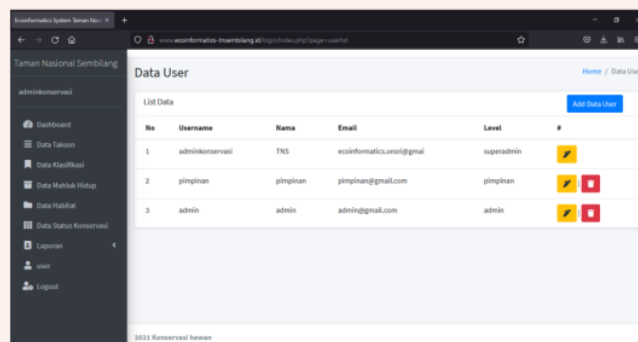 Ecoinformatics System Taman Nasi
www.ecoinformatics-tnsembilang.id/login/index.php?page=userlist
Taman Nasional Sembilang
adminkonservasi
Dashboard
Data Takson
Data Klasifikasi
Data Mahluk Hidup
Data Habitat
Data Status Konservasi
Laporan
user
Logout
Data User
Home / Data Use
List Data
Add Data User
No Username Nama Email Level #
1 adminkonservasi TNS ecoinformatics.unsri@gmai superadmin
2 pimpinan pimpinan pimpinan@gmail.com pimpinan
3 admin admin admin@gmail.com admin
2021 Konservasi hewan